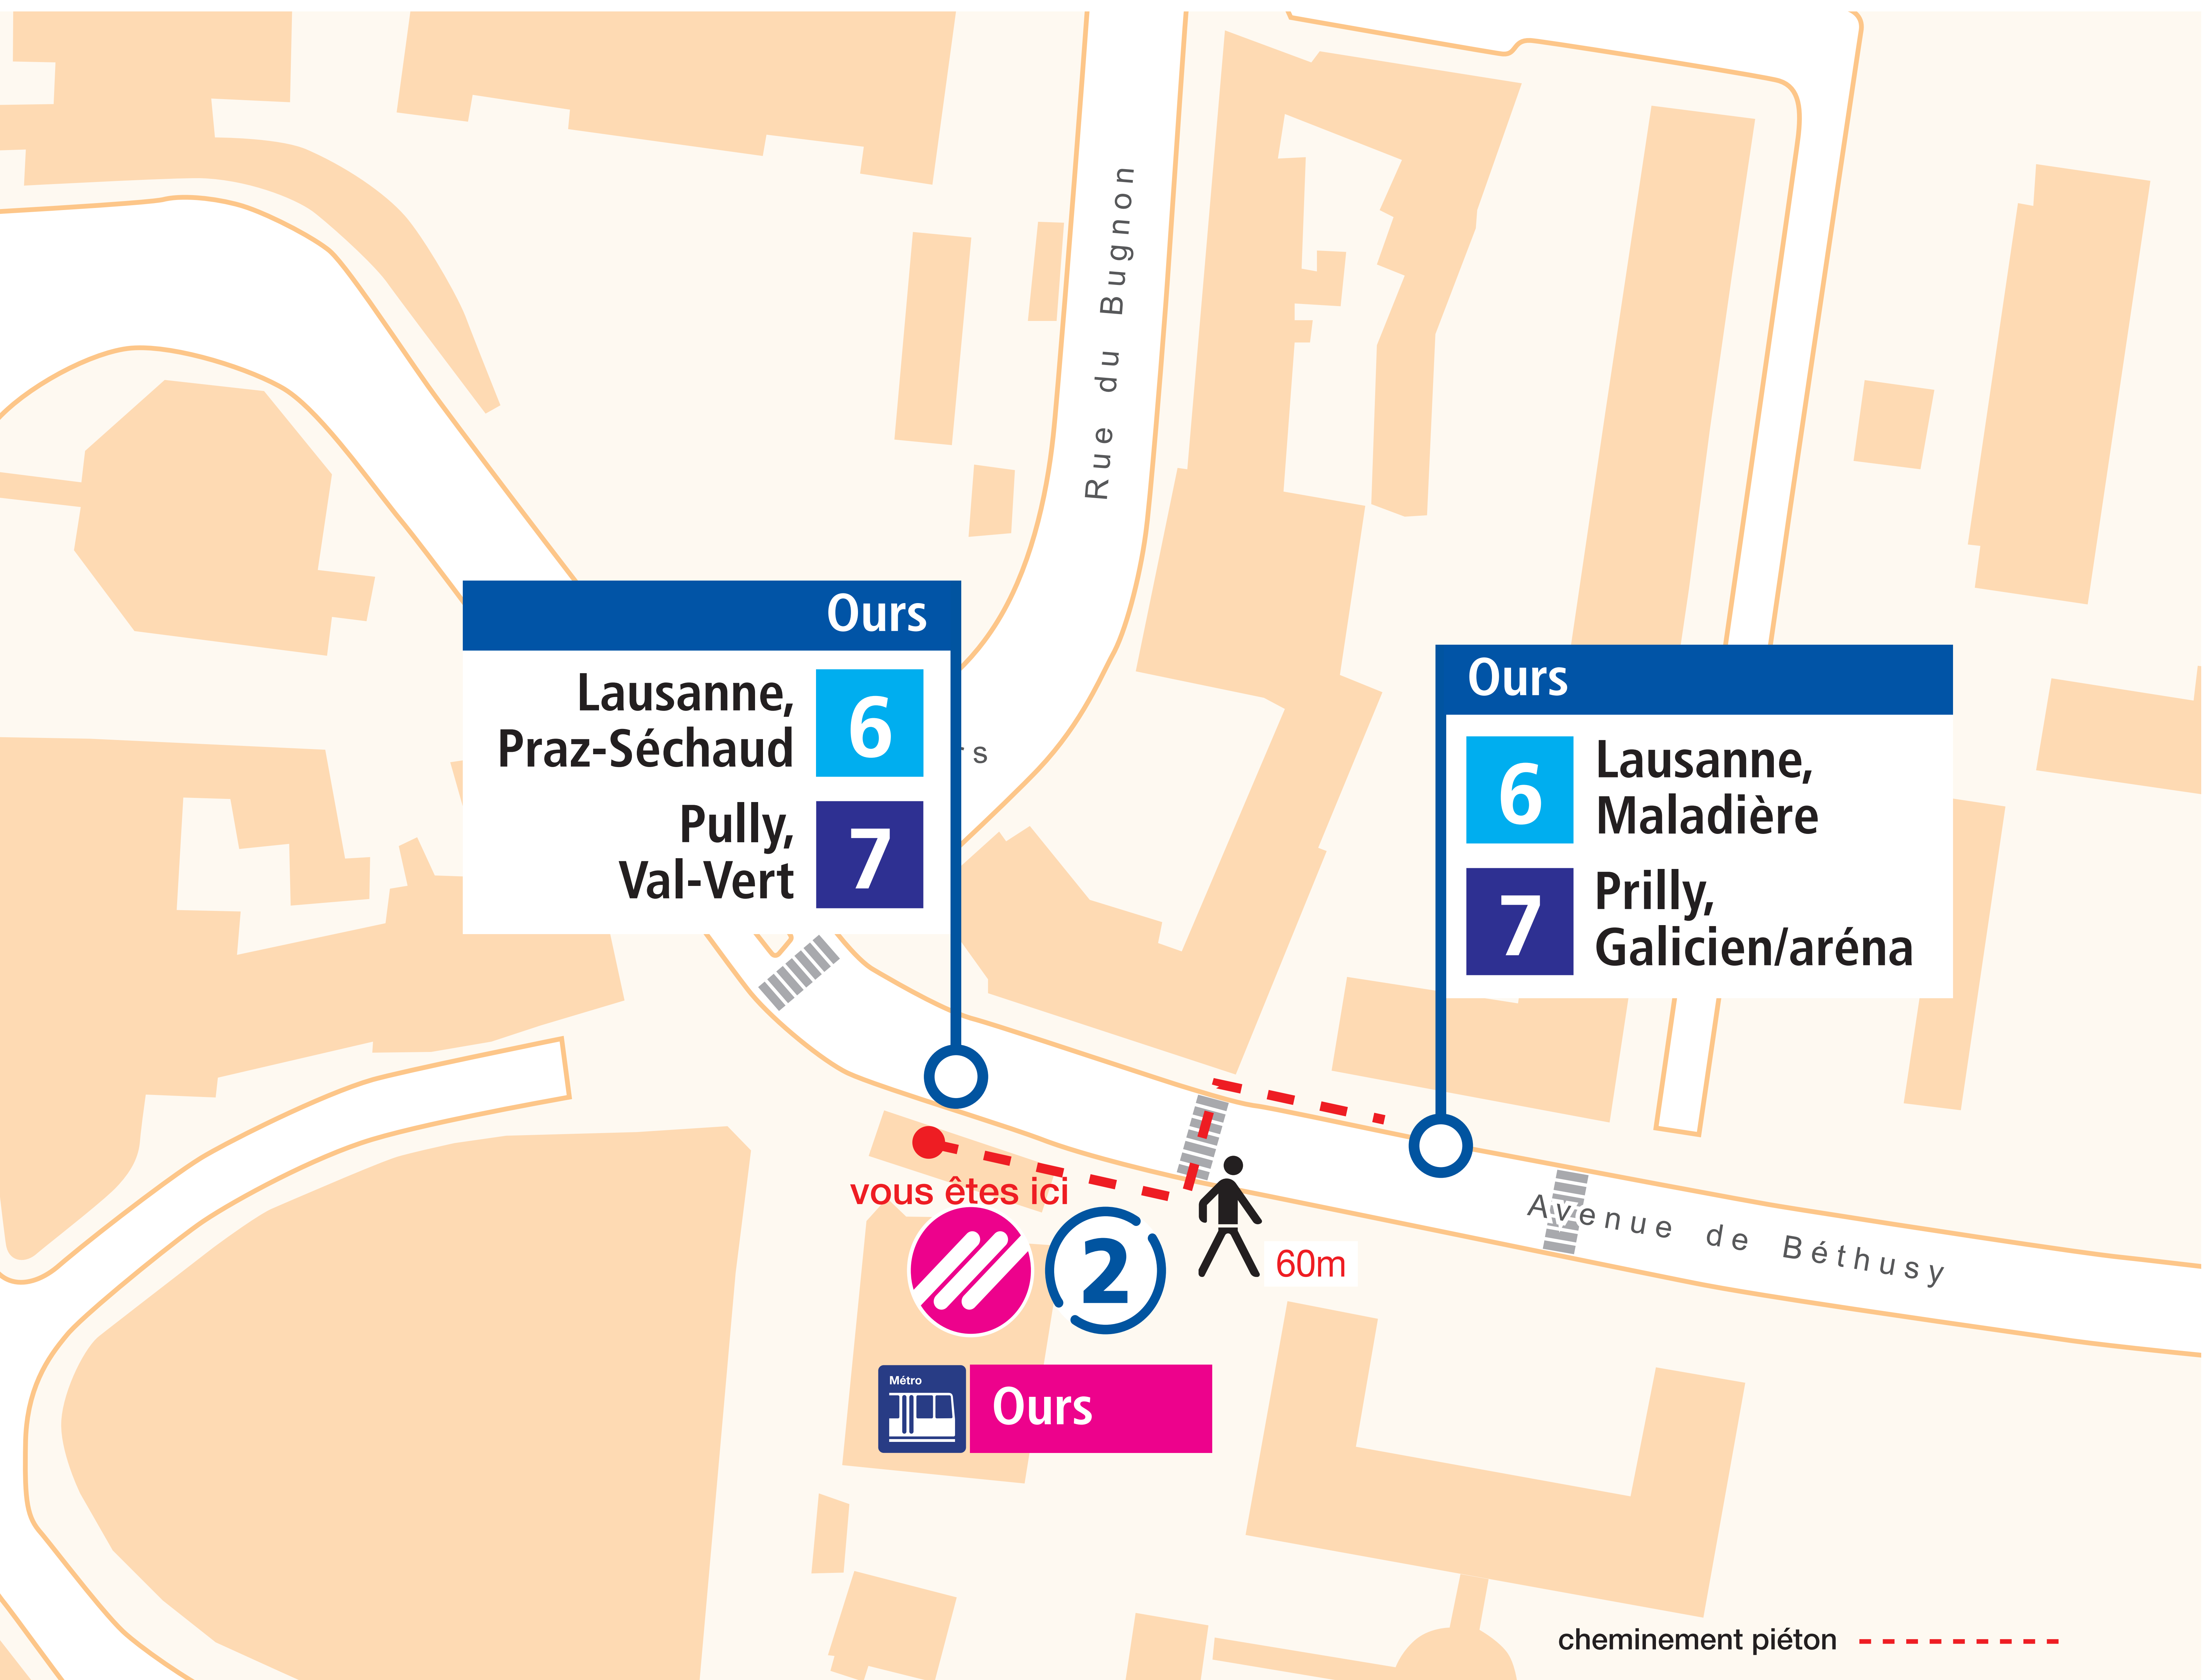 Rue du Bugnon
Ours
Lausanne,
Praz-Séchaud
6
Pully,
Val-Vert
7
Ours
6
Lausanne,
Maladière
7
Prilly,
Galicien/aréna
vous êtes ici
2
60m
Avenue de Béthusy
Métro
Ours
cheminement piéton